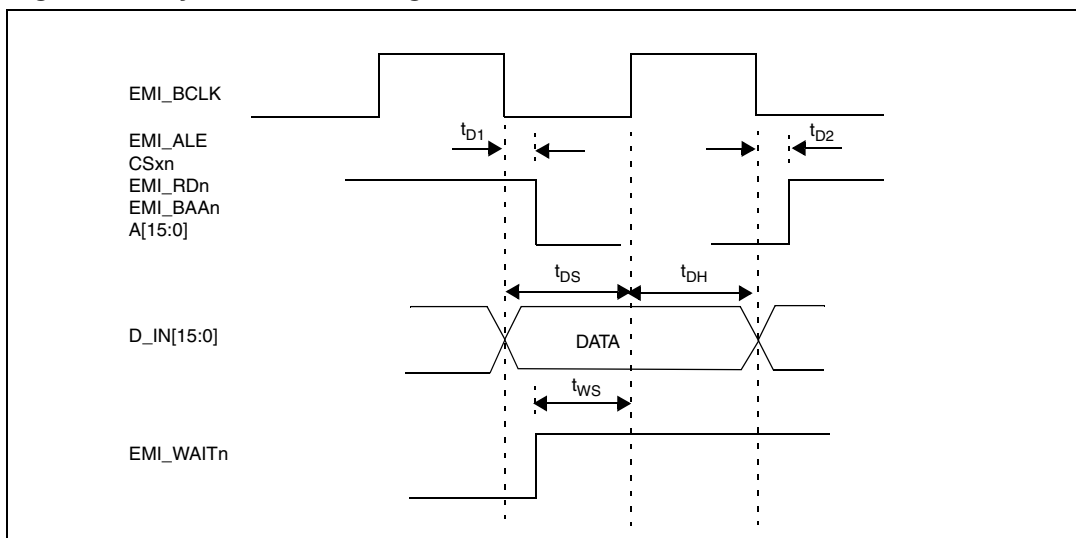 EMI_BCLK
EMI_ALE
CSxn
EMI_RDn
EMI_BAAn
A[15:0]
tD1
tD2
tDS
tDH
D_IN[15:0]
DATA
tWS
EMI_WAITn